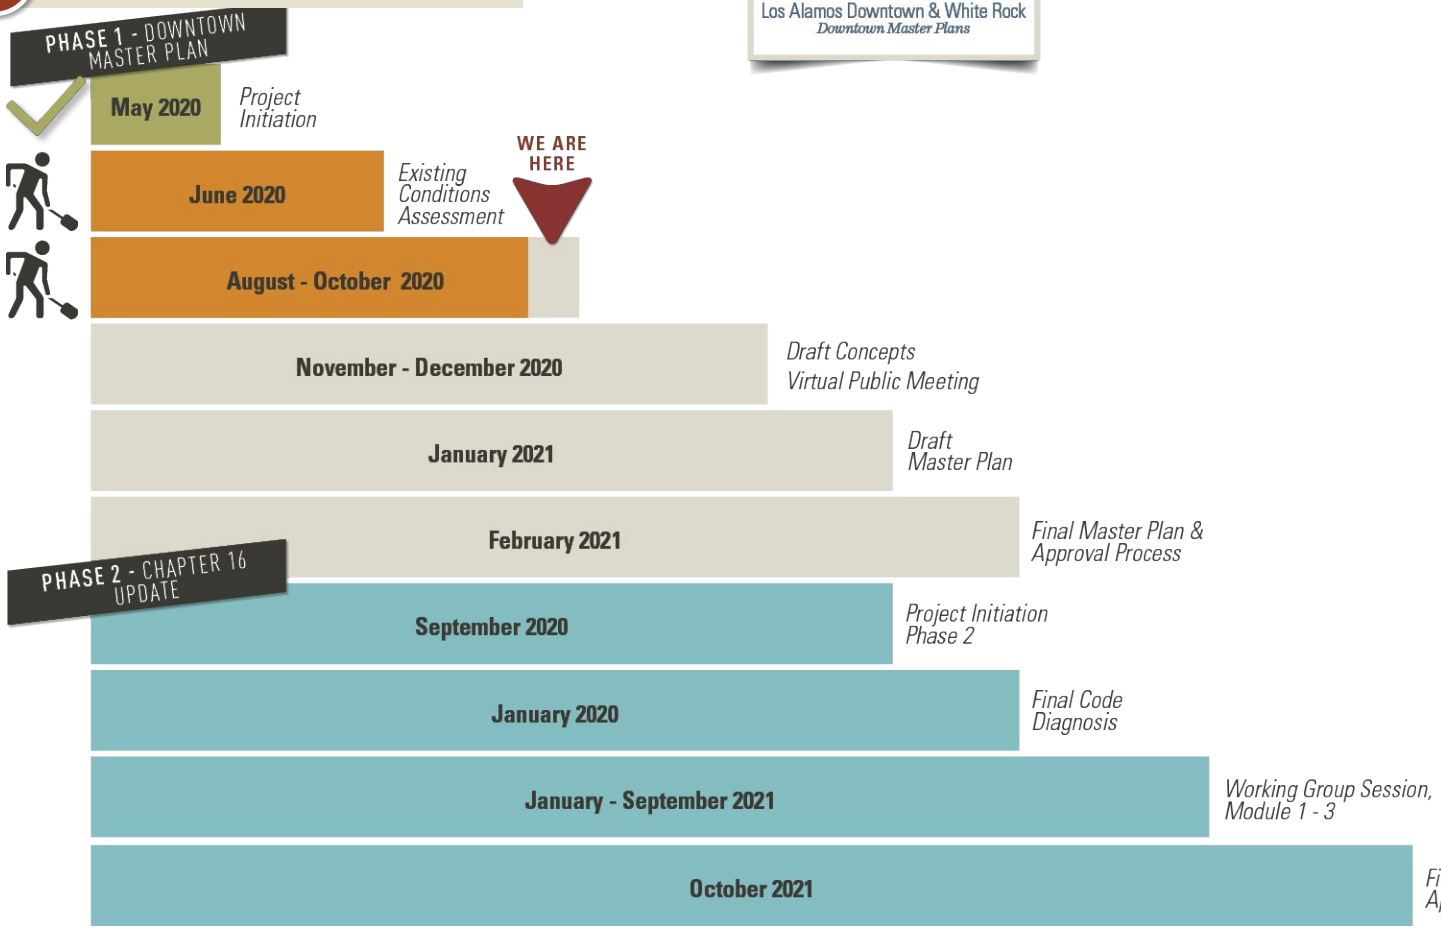 Los Alamos Downtown & White Rock
Downtown Master Plans
PHASE 1 - DOWNTOWN
MASTER PLAN
May 2020
Project
Initiation
WE ARE
HERE
June 2020
Existing
Conditions
Assessment
August - October 2020
November - December 2020
Draft Concepts
Virtual Public Meeting
January 2021
Draft
Master Plan
February 2021
Final Master Plan &
Approval Process
PHASE 2 - CHAPTER 16
UPDATE
September 2020
Project Initiation
Phase 2
January 2020
Final Code
Diagnosis
January - September 2021
Working Group Session,
Module 1 - 3
October 2021